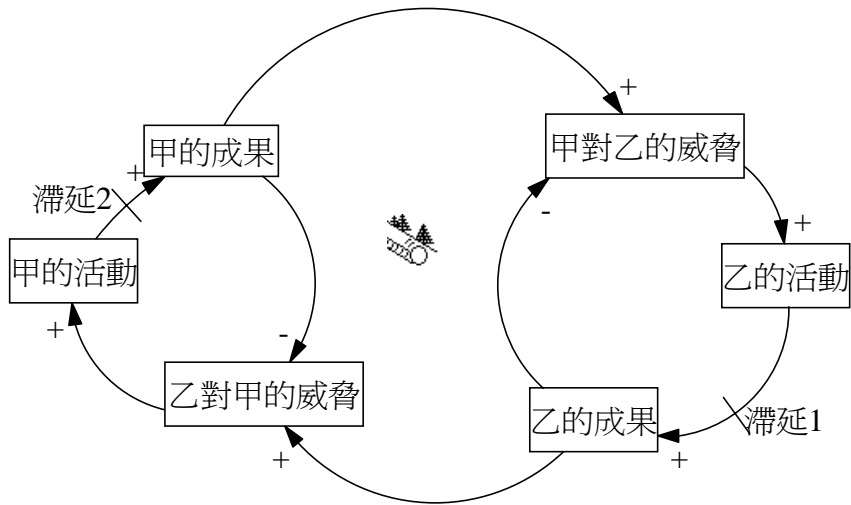 +
甲的成果
甲對乙的威脅
+
滯延2
-
+
甲的活動
乙的活動
+
-
乙對甲的威脅
乙的成果
滯延1
+
+